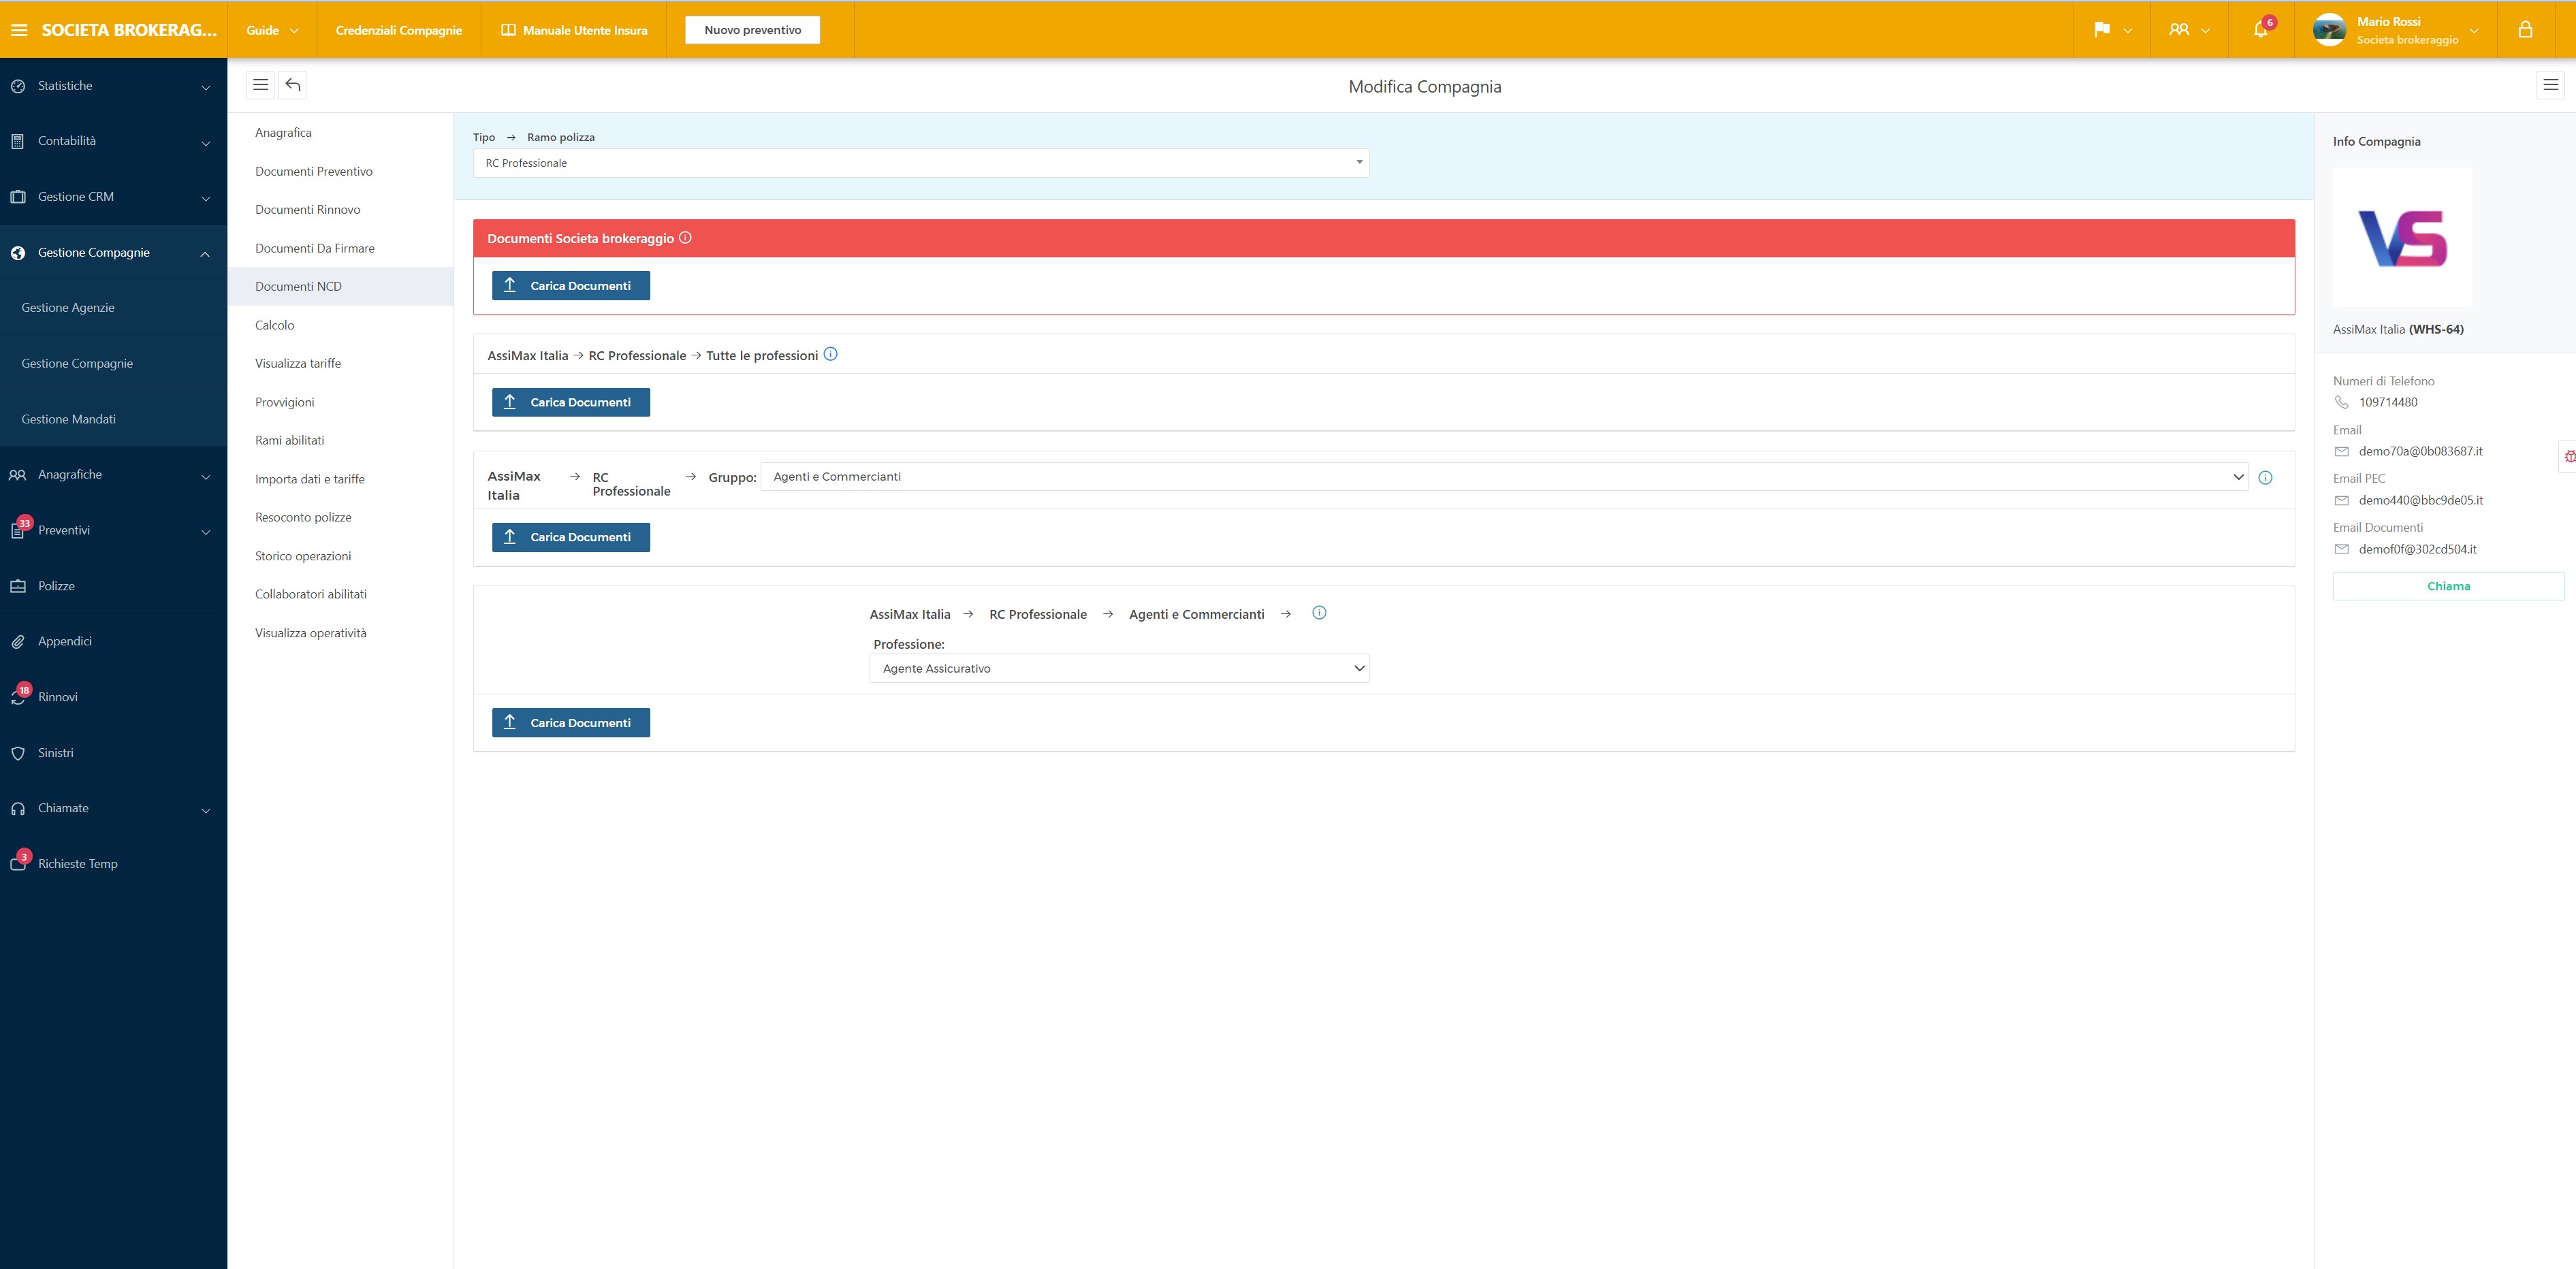 SOCIETA BROKERAG...
Guide
Credenziali Compagnie
Manuale Utente Insura
Nuovo preventivo
6
Mario Rossi
Societa brokeraggio
Statistiche
Contabilità
Gestione CRM
Gestione Compagnie
Gestione Agenzie
Gestione Compagnie
Gestione Mandati
Anagrafiche
33
Preventivi
Polizze
Appendici
18
Rinnovi
Sinistri
Chiamate
3
Richieste Temp
Modifica Compagnia
Anagrafica
Documenti Preventivo
Documenti Rinnovo
Documenti Da Firmare
Documenti NCD
Calcolo
Visualizza tariffe
Provvigioni
Rami abilitati
Importa dati e tariffe
Resoconto polizze
Storico operazioni
Collaboratori abilitati
Visualizza operatività
Tipo → Ramo polizza
RC Professionale
Documenti Societa brokeraggio
Carica Documenti
AssiMax Italia → RC Professionale → Tutte le professioni
Carica Documenti
AssiMax Italia → RC Professionale → Gruppo: Agenti e Commercianti
Carica Documenti
AssiMax Italia → RC Professionale → Agenti e Commercianti →
Professione:
Agente Assicurativo
Carica Documenti
Info Compagnia
VS
AssiMax Italia (WHS-64)
Numeri di Telefono
109714480
Email
demo70a@0b083687.it
Email PEC
demo440@bbc9de05.it
Email Documenti
demof0f@302cd504.it
Chiama